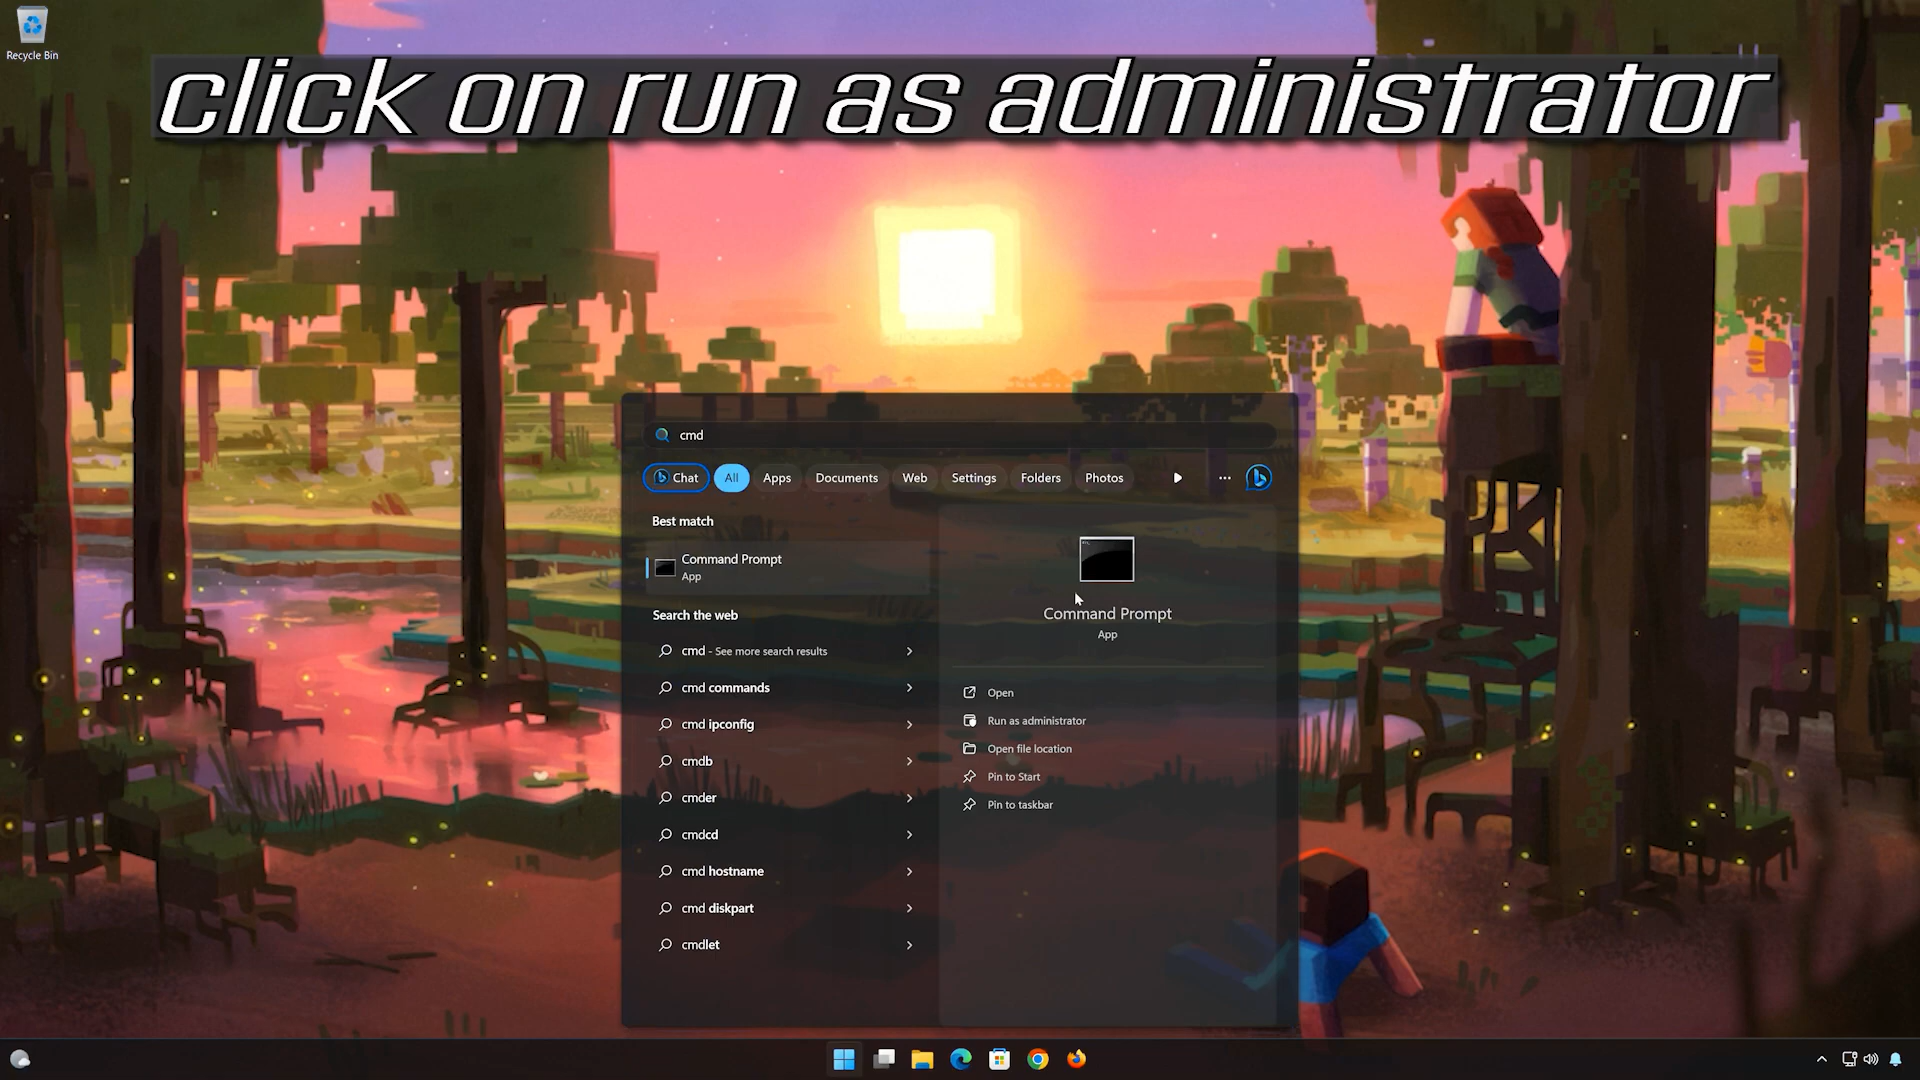 Recycle Bin
click on run as administrator
cmd
Chat
All
Apps
Documents
Web
Settings
Folders
Photos
Best match
Command Prompt
App
Search the web
cmd - See more search results
cmd commands
cmd ipconfig
cmdb
cmder
cmdcd
cmd hostname
cmd diskpart
cmdlet
Command Prompt
App
Open
Run as administrator
Open file location
Pin to Start
Pin to taskbar